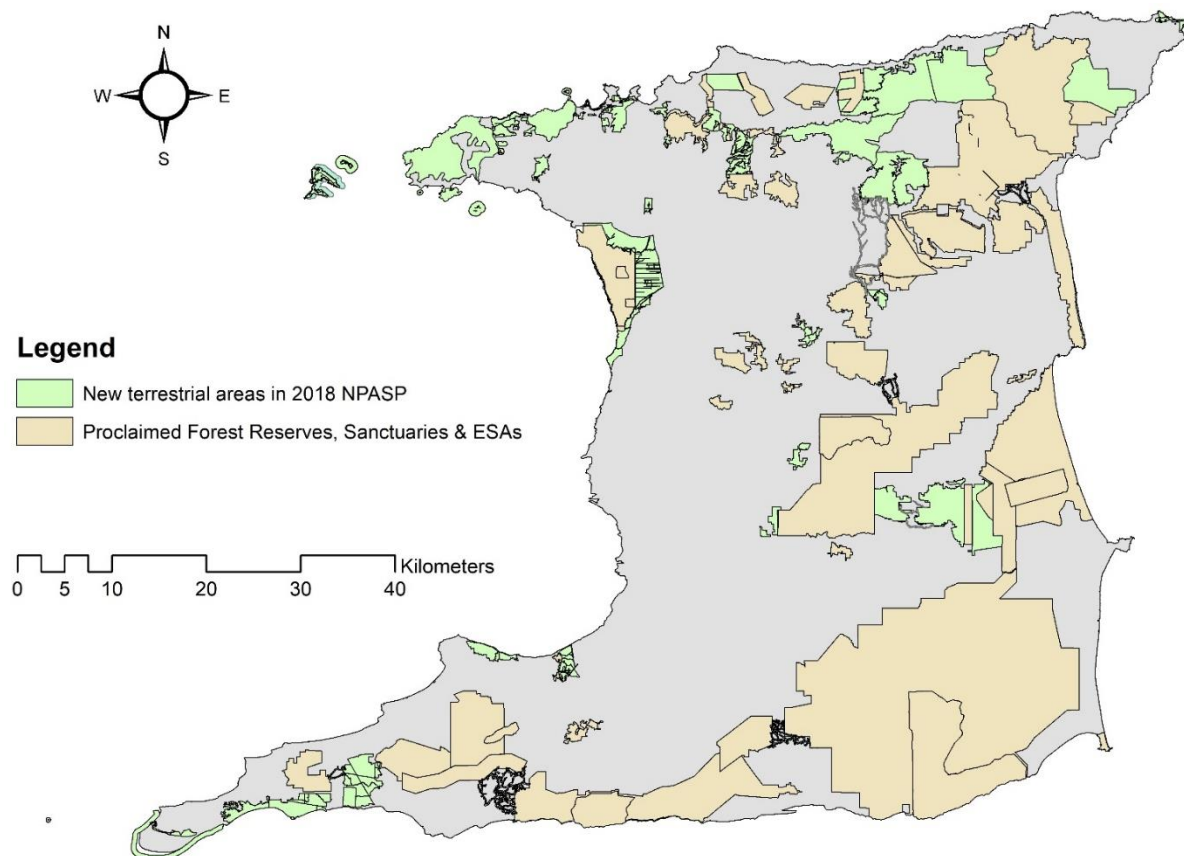 N
W E
S
Legend
New terrestrial areas in 2018 NPASP
Proclaimed Forest Reserves, Sanctuaries & ESAs
Kilometers
0 5 10 20 30 40